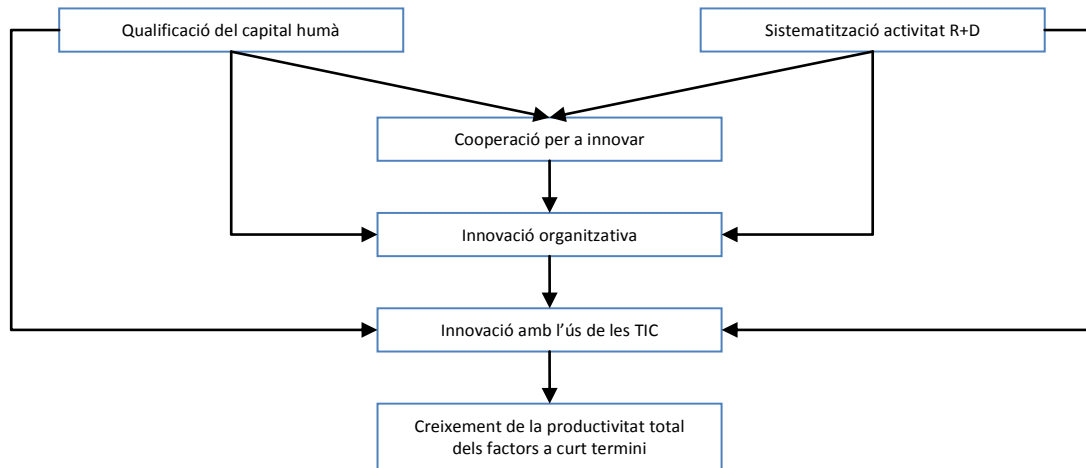 Qualificació del capital humà
Sistematització activitat R+D
Cooperació per a innovar
Innovació organitzativa
Innovació amb l'ús de les TIC
Creixement de la productivitat total
dels factors a curt termini